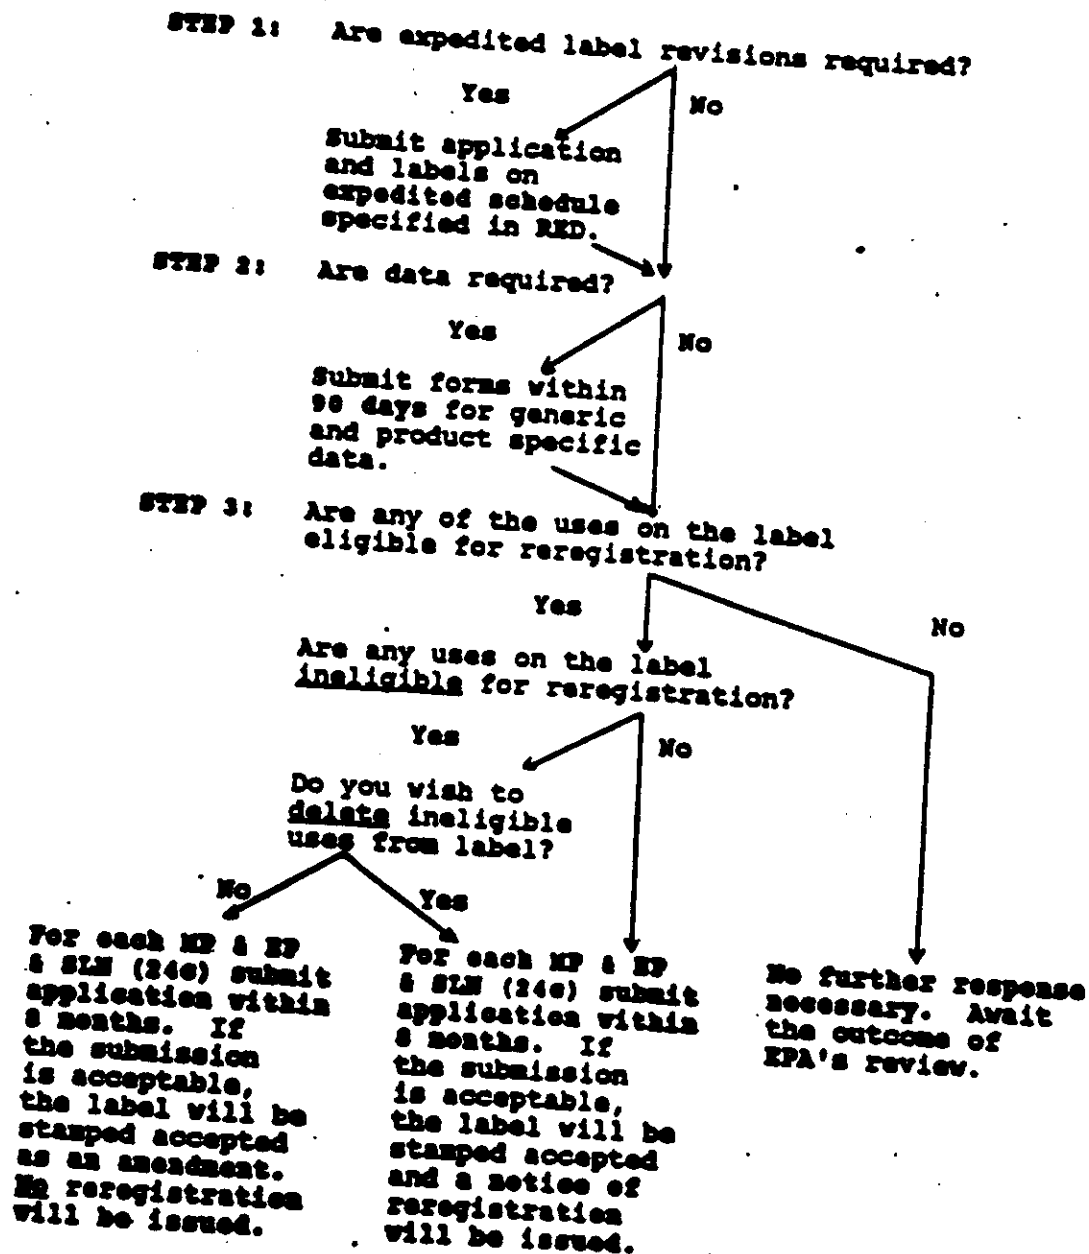 STEP 1: Are expedited label revisions required?
Yes
No
Submit application
and labels on
expedited schedule
specified in RED.
STEP 2: Are data required?
Yes
No
Submit forms within
90 days for generic
and product specific
data.
STEP 3: Are any of the uses on the label
eligible for reregistration?
Yes
No
Are any uses on the label
ineligible for reregistration?
Yes
No
Do you wish to
delete ineligible
uses from label?
No
Yes
For each MP & EP
& SLN (24c) submit
application within
8 months. If
the submission
is acceptable,
the label will be
stamped accepted
as an amendment.
No reregistration
will be issued.
For each MP & EP
& SLN (24c) submit
application within
8 months. If
the submission
is acceptable,
the label will be
stamped accepted
and a notice of
reregistration
will be issued.
No further response
necessary. Await
the outcome of
EPA's review.